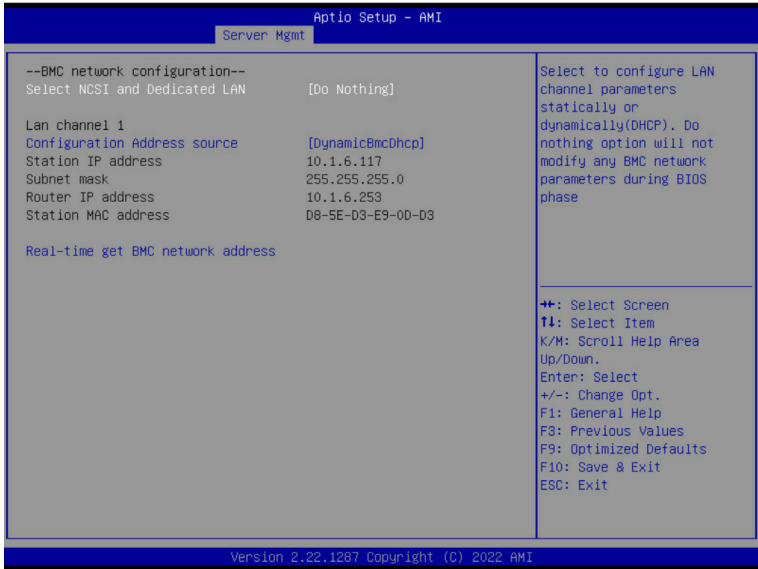 Aptio Setup - AMI
Server Mgmt
--BMC network configuration--
Select NCSI and Dedicated LAN [Do Nothing]
Lan channel 1
Configuration Address source [DynamicBmcDhcp]
Station IP address 10.1.6.117
Subnet mask 255.255.255.0
Router IP address 10.1.6.253
Station MAC address D8-5E-D3-E9-0D-D3
Real-time get BMC network address
Select to configure LAN
channel parameters
statically or
dynamically(DHCP). Do
nothing option will not
modify any BMC network
parameters during BIOS
phase
→←: Select Screen
↑↓: Select Item
K/M: Scroll Help Area
Up/Down.
Enter: Select
+/-: Change Opt.
F1: General Help
F3: Previous Values
F9: Optimized Defaults
F10: Save & Exit
ESC: Exit
Version 2.22.1287 Copyright (C) 2022 AMI